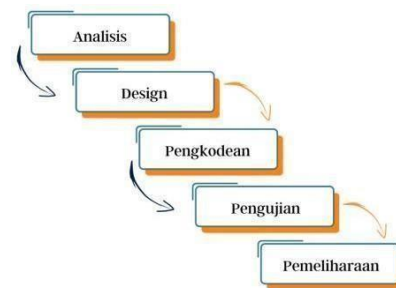 Analisis
Design
Pengkodean
Pengujian
Pemeliharaan